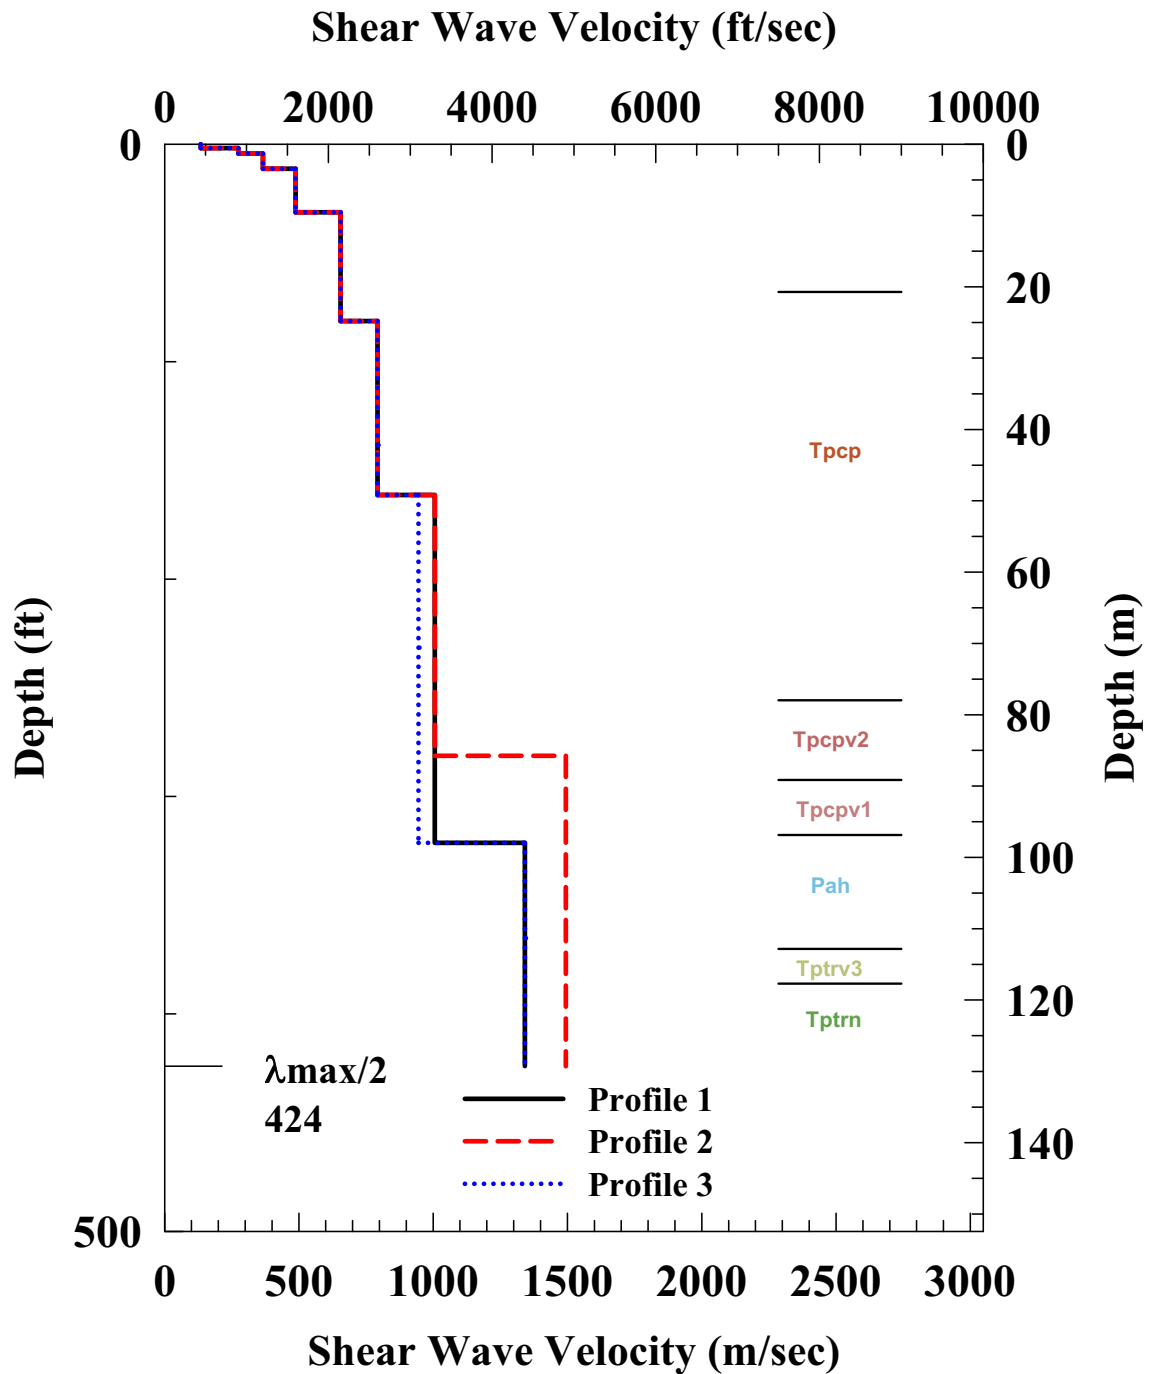 Shear Wave Velocity (ft/sec)
0 2000 4000 6000 8000 10000
0
0
20
Tpcp
40
60
Depth (ft)
Depth (m)
80
Tpcpv2
Tpcpv1
100
Pah
Tptrv3
120
Tptrn
λmax/2
424
Profile 1
Profile 2
Profile 3
140
500
0 500 1000 1500 2000 2500 3000
Shear Wave Velocity (m/sec)